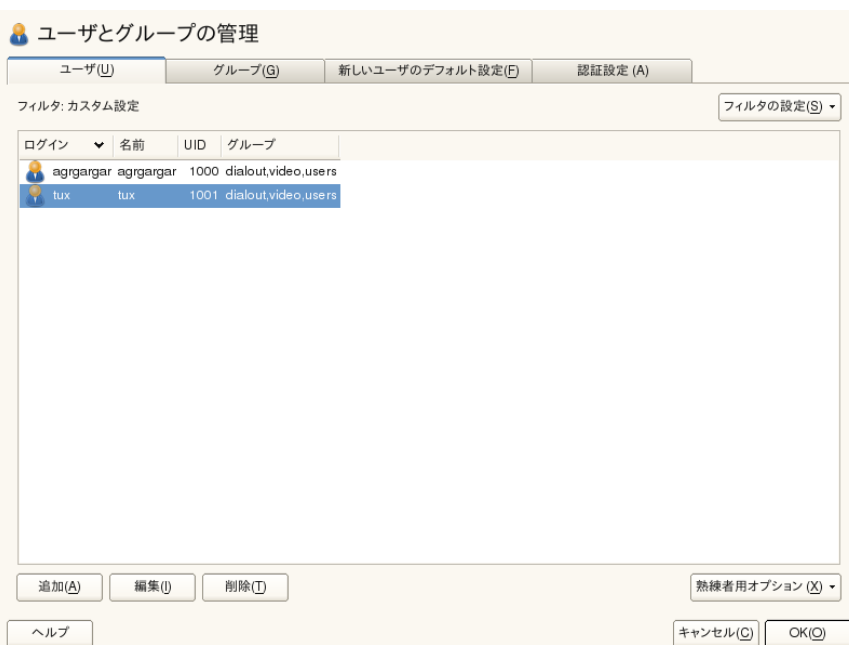 ユーザとグループの管理
ユーザ(U) グループ(G) 新しいユーザのデフォルト設定(F) 認証設定 (A)
フィルタ: カスタム設定 フィルタの設定(S)
ログイン 名前 UID グループ
agrgargar agrgargar 1000 dialout,video,users
tux tux 1001 dialout,video,users
追加(A) 編集(I) 削除(T) 熟練者用オプション (X)
ヘルプ キャンセル(C) OK(O)